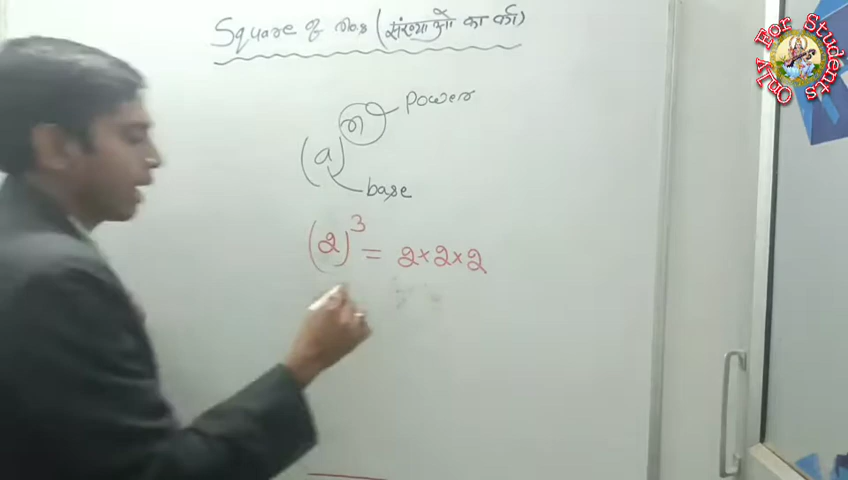 Square of Nos (संख्याओं का वर्ग)
(a)ⁿ Power
base
(2)³ = 2×2×2
Only For Students